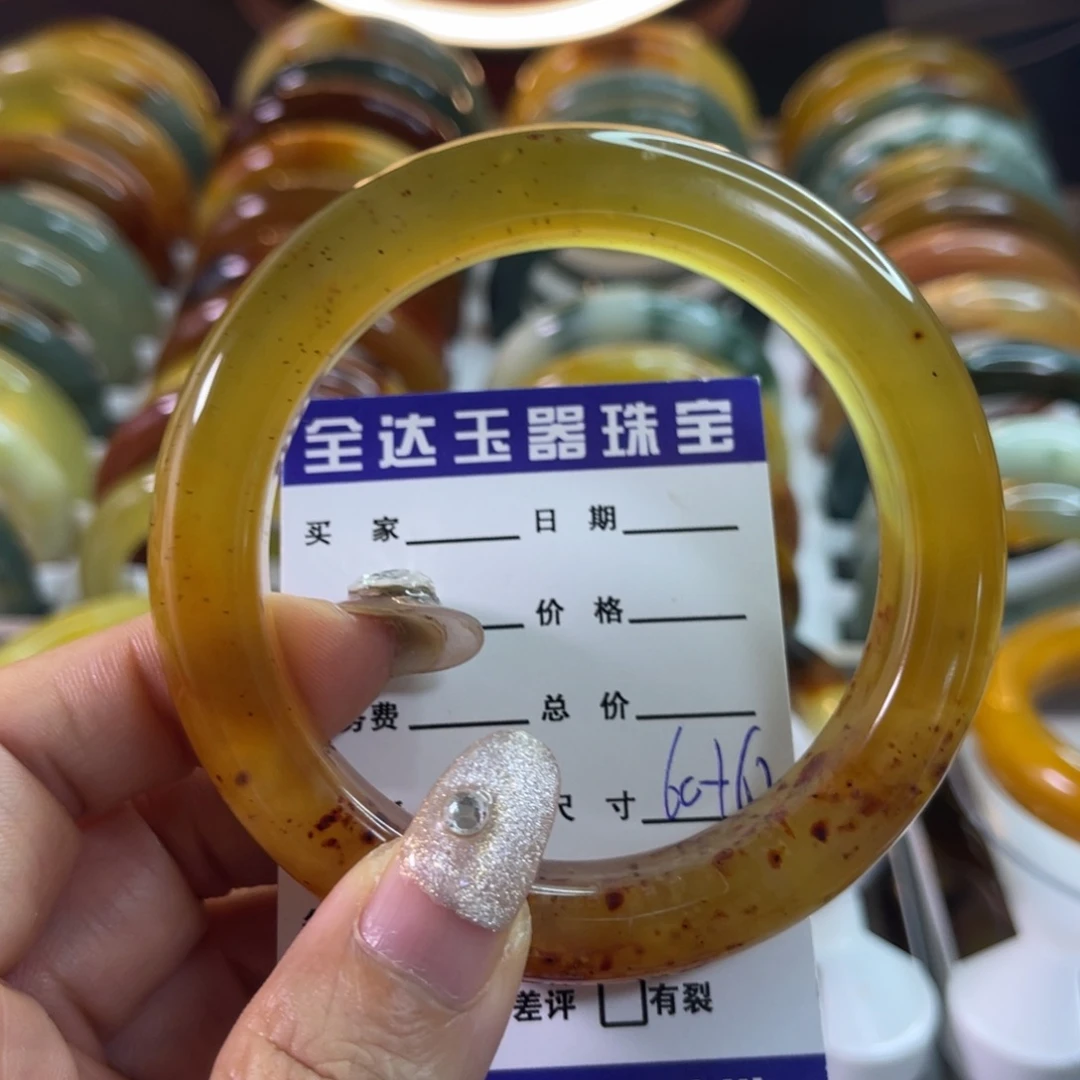 全达玉器珠宝
买 家 日 期
价 格
费 总 价
尺 寸
差评 有裂